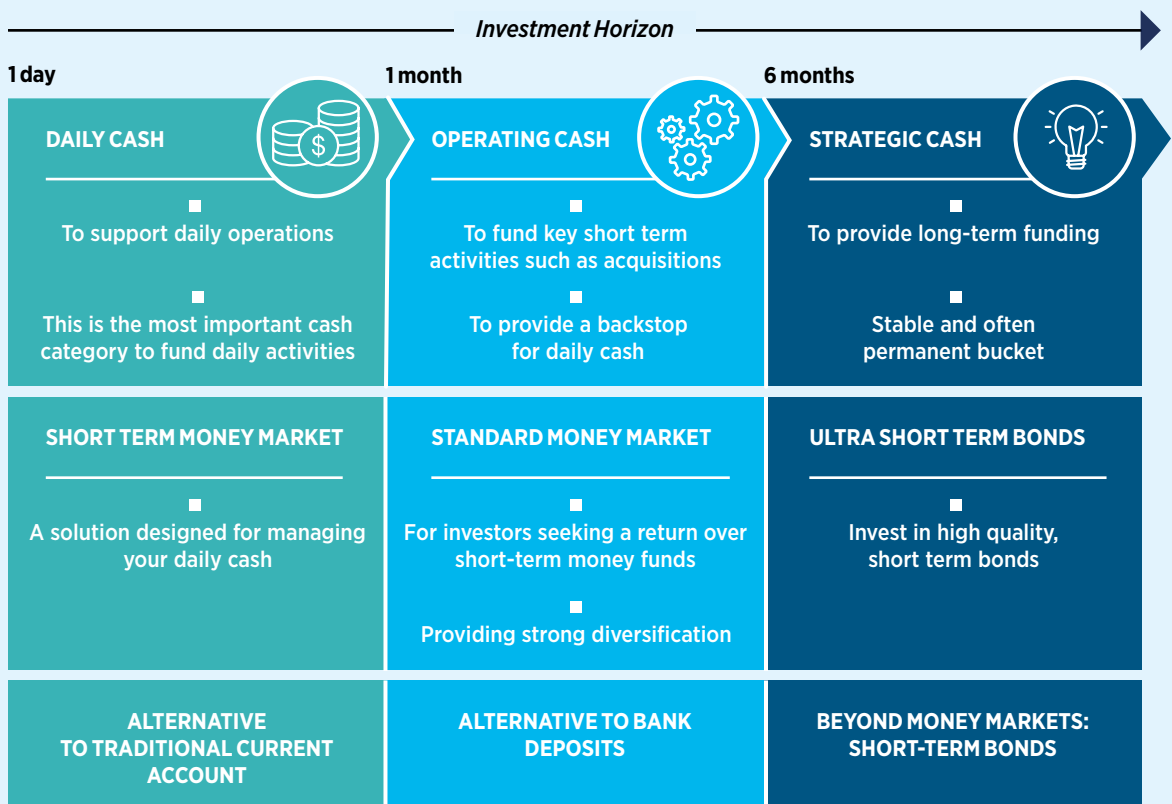 Investment Horizon
1 day
1 month
6 months
DAILY CASH
$
To support daily operations
This is the most important cash
category to fund daily activities
OPERATING CASH
To fund key short term
activities such as acquisitions
To provide a backstop
for daily cash
STRATEGIC CASH
To provide long-term funding
Stable and often
permanent bucket
SHORT TERM MONEY MARKET
A solution designed for managing
your daily cash
STANDARD MONEY MARKET
For investors seeking a return over
short-term money funds
Providing strong diversification
ULTRA SHORT TERM BONDS
Invest in high quality,
short term bonds
ALTERNATIVE
TO TRADITIONAL CURRENT
ACCOUNT
ALTERNATIVE TO BANK
DEPOSITS
BEYOND MONEY MARKETS:
SHORT-TERM BONDS